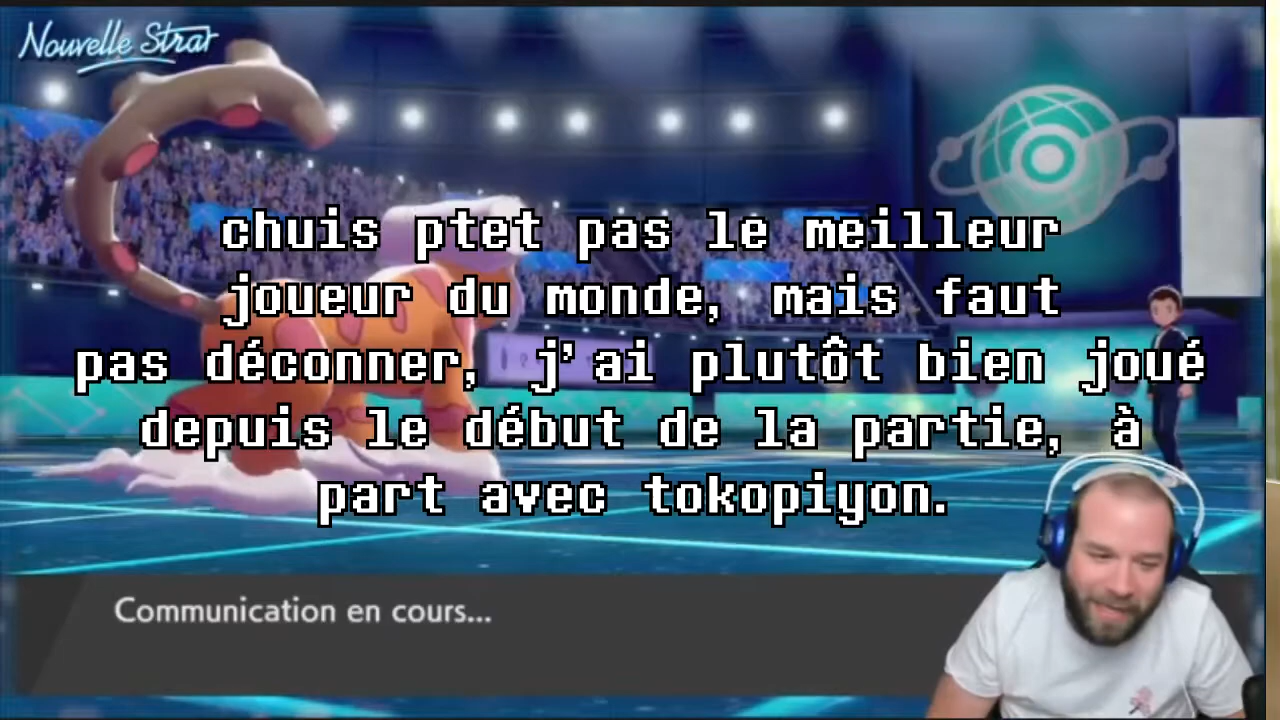 Nouvelle Strat
chuis ptet pas le meilleur
joueur du monde, mais faut
pas déconner, j'ai plutôt bien joué
depuis le début de la partie, à
part avec tokopiyon.
Communication en cours...